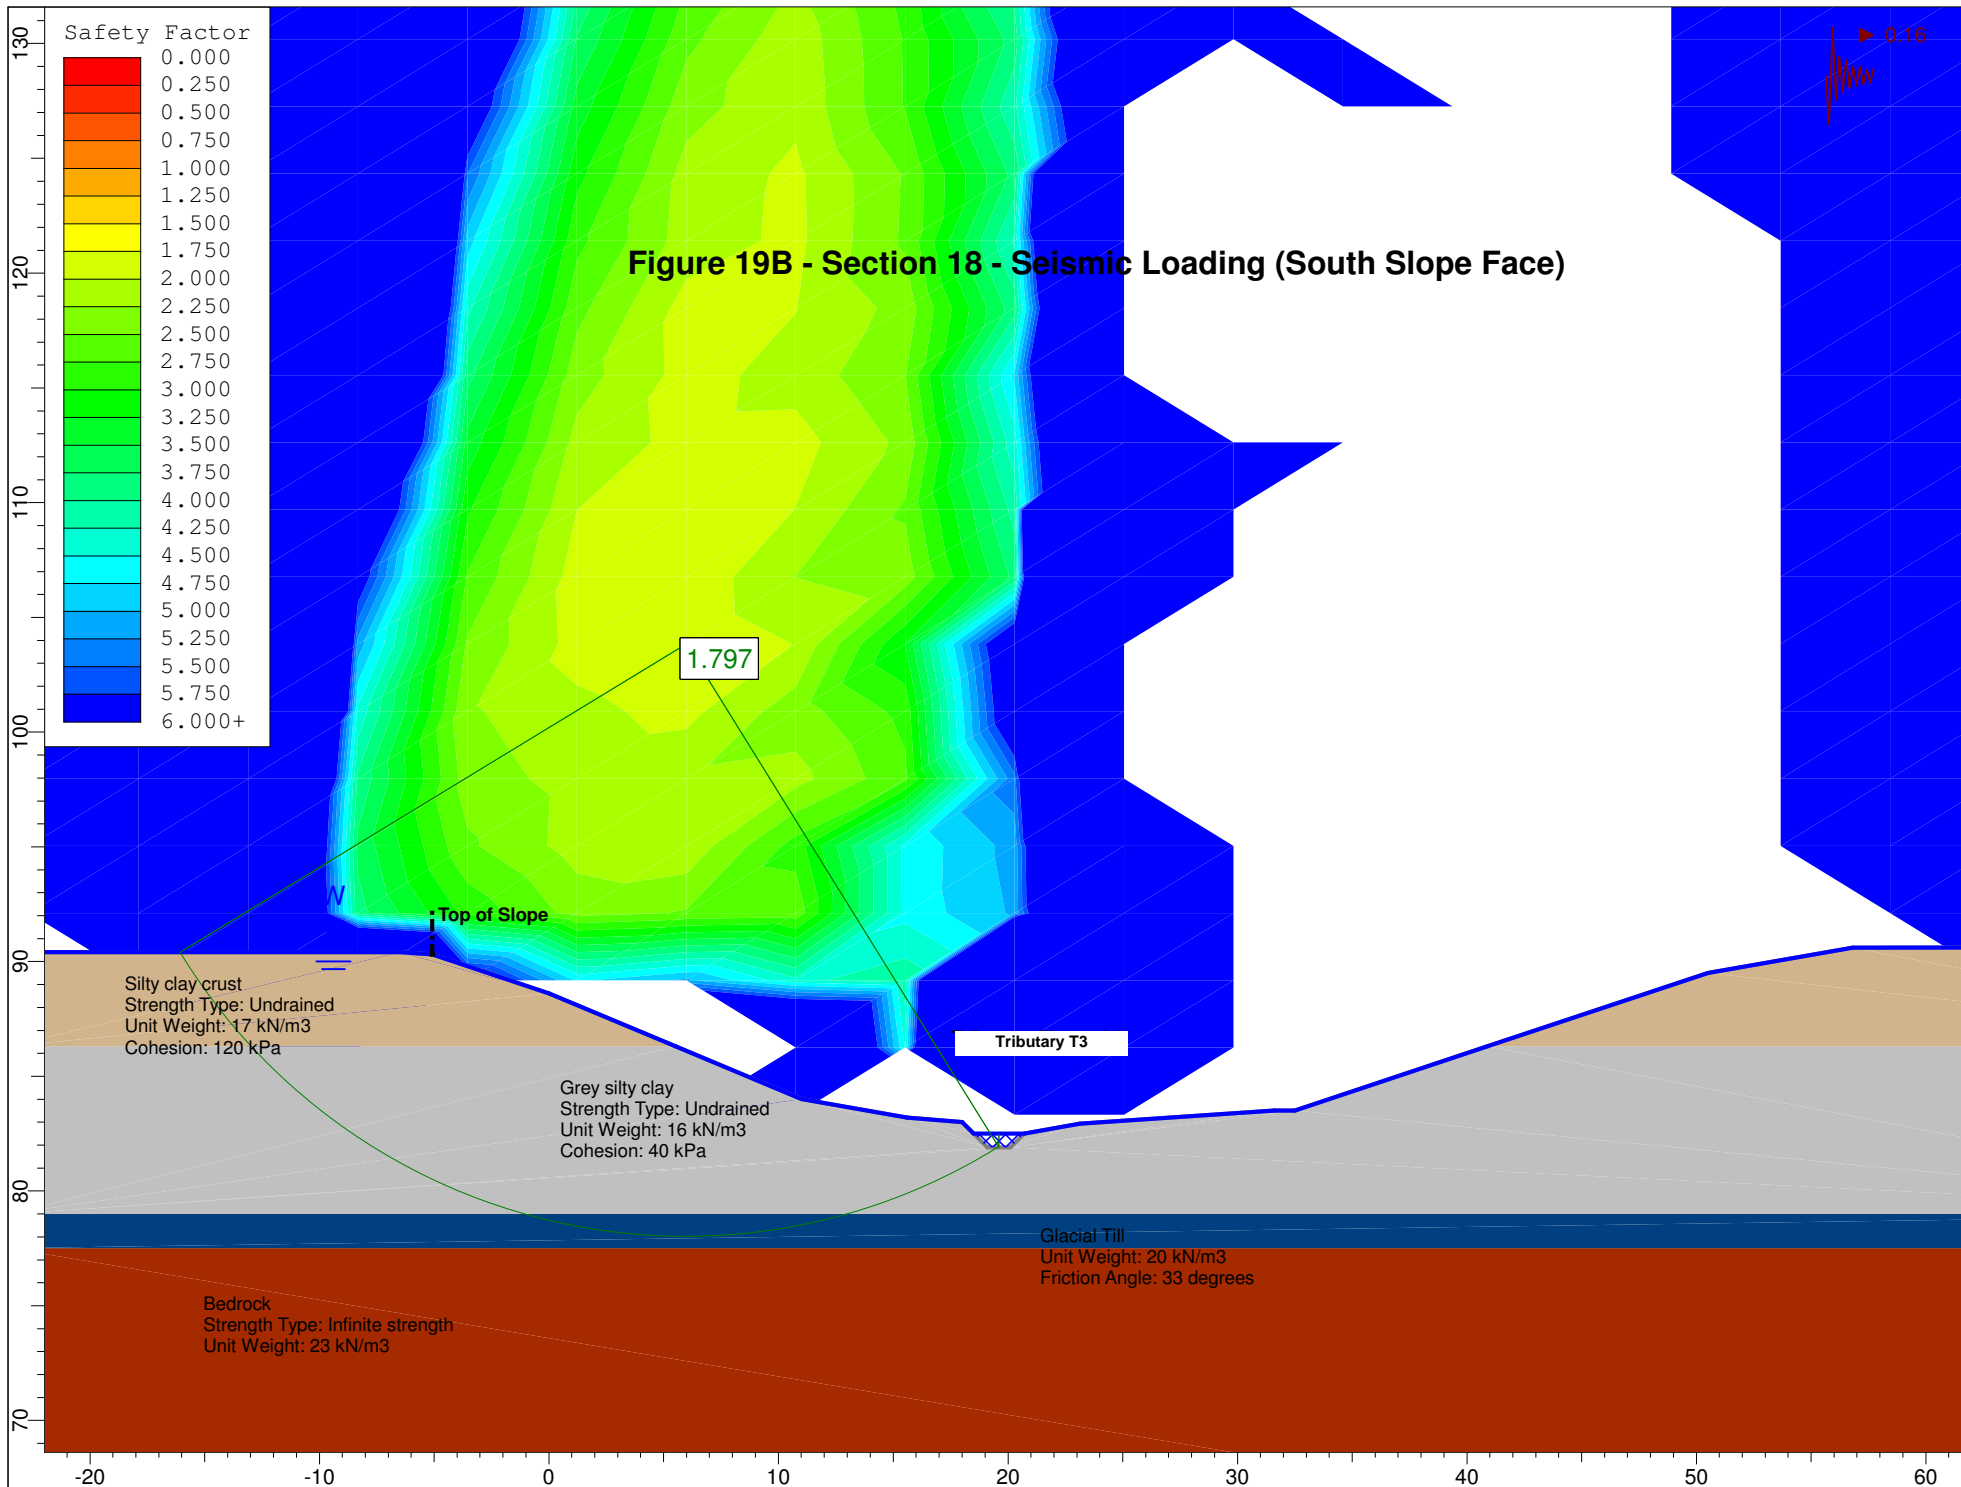 Safety Factor
0.000
0.250
0.500
0.750
1.000
1.250
1.500
1.750
2.000
2.250
2.500
2.750
3.000
3.250
3.500
3.750
4.000
4.250
4.500
4.750
5.000
5.250
5.500
5.750
6.000+
0.16
Figure 19B - Section 18 - Seismic Loading (South Slope Face)
1.797
W
Top of Slope
Silty clay crust
Strength Type: Undrained
Unit Weight: 17 kN/m3
Cohesion: 120 kPa
Tributary T3
Grey silty clay
Strength Type: Undrained
Unit Weight: 16 kN/m3
Cohesion: 40 kPa
Glacial Till
Unit Weight: 20 kN/m3
Friction Angle: 33 degrees
Bedrock
Strength Type: Infinite strength
Unit Weight: 23 kN/m3
130
120
110
100
90
80
70
-20 -10 0 10 20 30 40 50 60